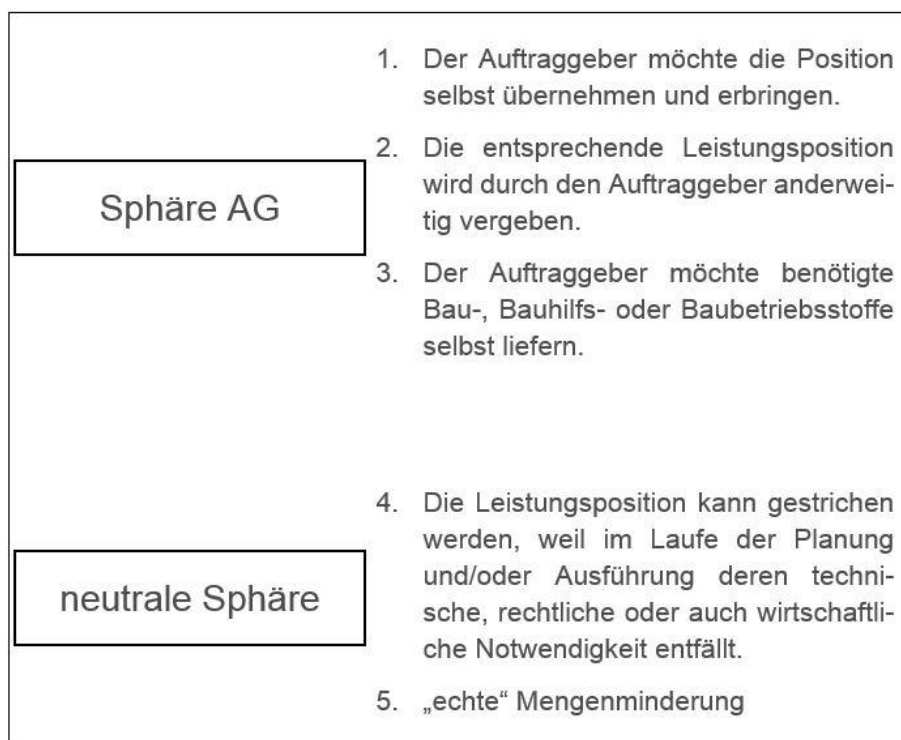 1. Der Auftraggeber möchte die Position
selbst übernehmen und erbringen.
2. Die entsprechende Leistungsposition
wird durch den Auftraggeber anderwei-
tig vergeben.
Sphäre AG
3. Der Auftraggeber möchte benötigte
Bau-, Bauhilfs- oder Baubetriebsstoffe
selbst liefern.
4. Die Leistungsposition kann gestrichen
werden, weil im Laufe der Planung
und/oder Ausführung deren techni-
sche, rechtliche oder auch wirtschaftli-
che Notwendigkeit entfällt.
neutrale Sphäre
5. „echte“ Mengenminderung